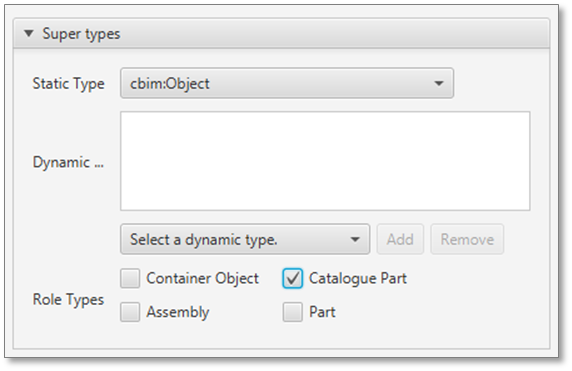 Super types
Static Type cbim:Object
Dynamic ...
Select a dynamic type. Add Remove
Container Object Catalogue Part
Role Types
Assembly Part